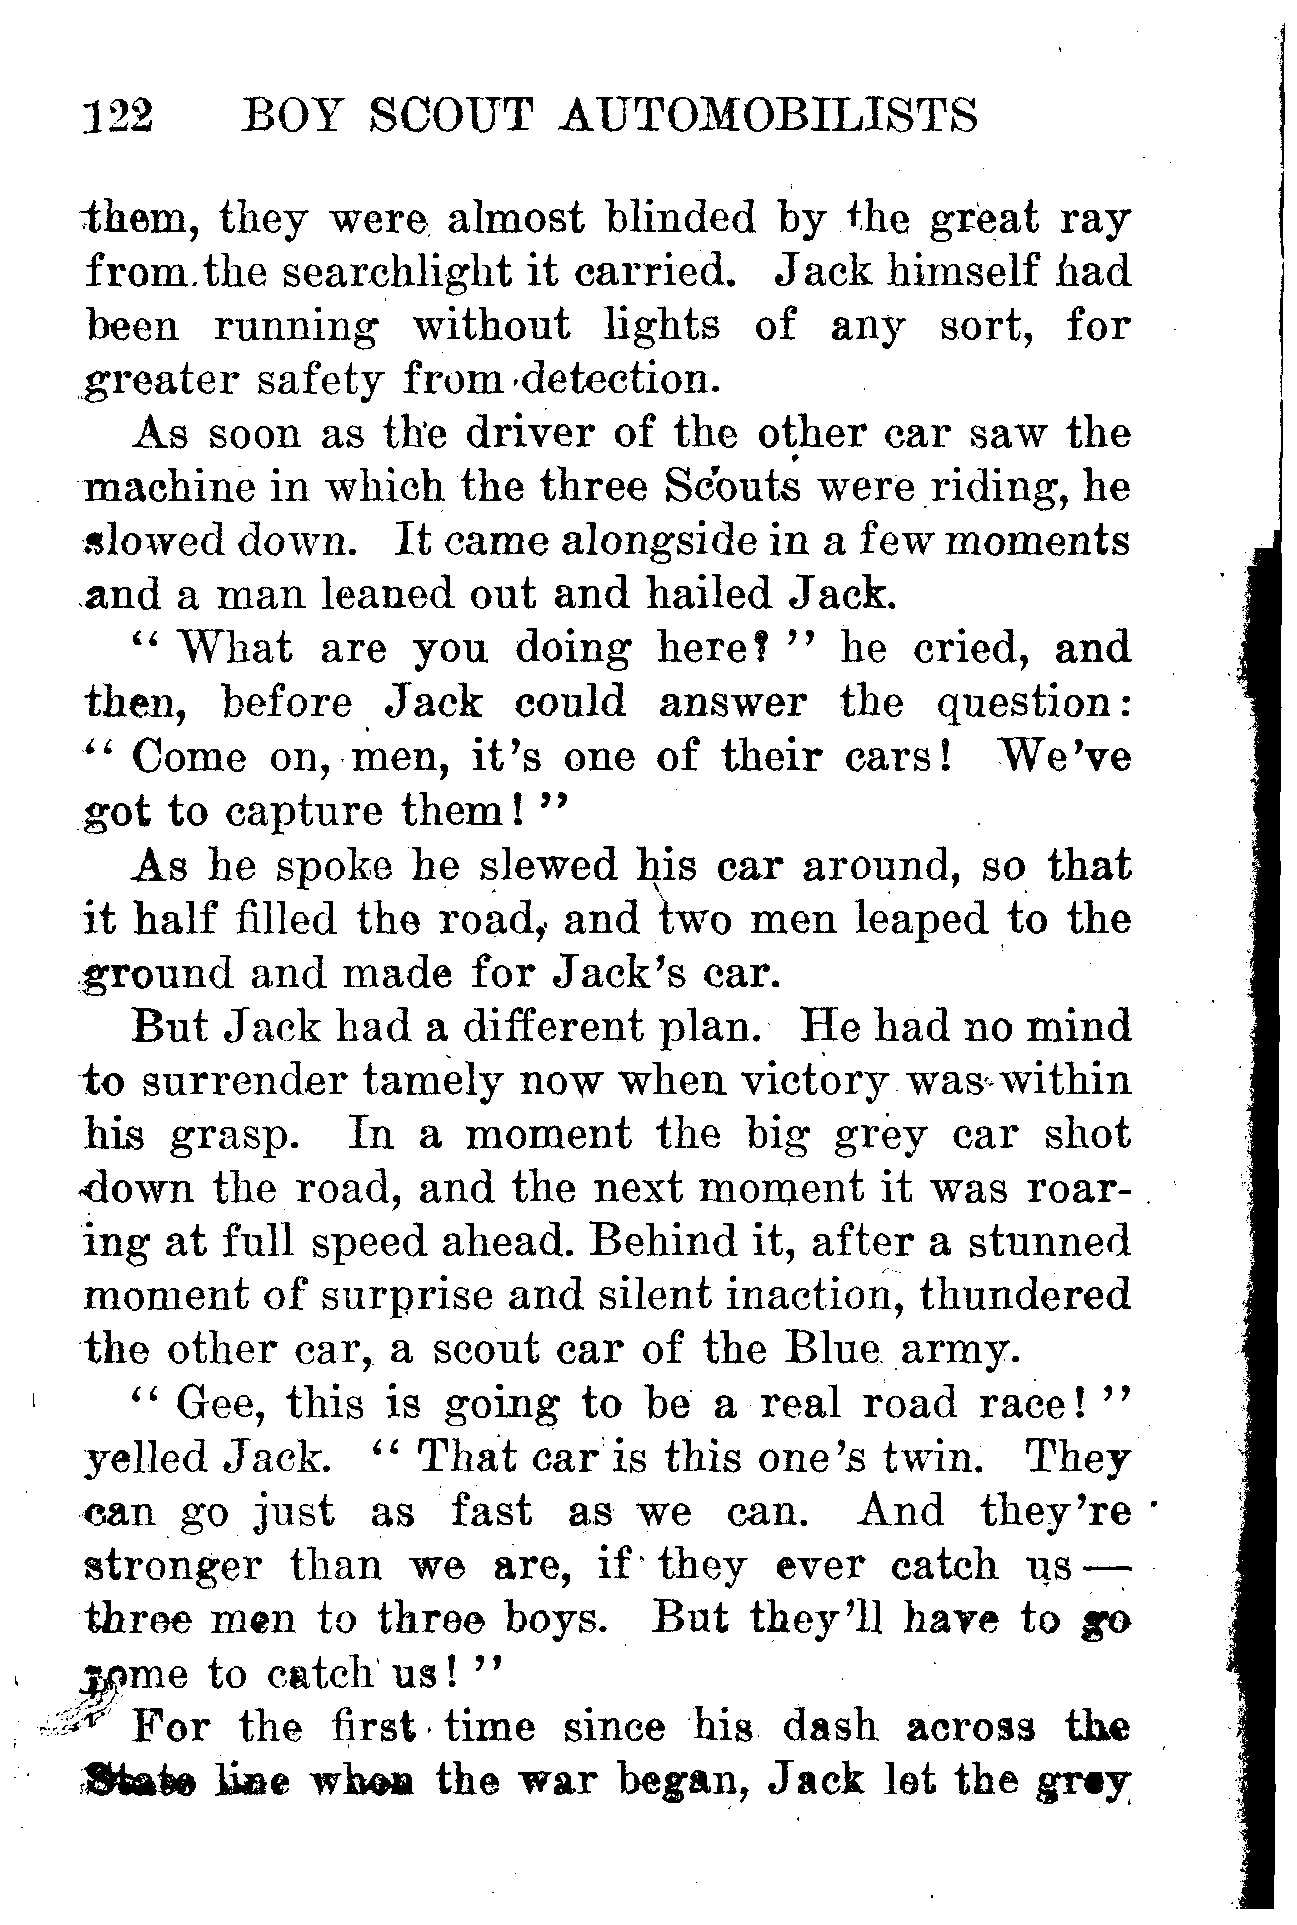 122 BOY SCOUT AUTOMOBILISTS
them, they were almost blinded by the great ray
from the searchlight it carried. Jack himself had
been running without lights of any sort, for
greater safety from detection.
As soon as the driver of the other car saw the
machine in which the three Scouts were riding, he
slowed down. It came alongside in a few moments
and a man leaned out and hailed Jack.
“ What are you doing here? ” he cried, and
then, before Jack could answer the question:
“ Come on, men, it’s one of their cars! We’ve
got to capture them! ”
As he spoke he slewed his car around, so that
it half filled the road, and two men leaped to the
ground and made for Jack’s car.
But Jack had a different plan. He had no mind
to surrender tamely now when victory was within
his grasp. In a moment the big grey car shot
down the road, and the next moment it was roar-
ing at full speed ahead. Behind it, after a stunned
moment of surprise and silent inaction, thundered
the other car, a scout car of the Blue army.
“ Gee, this is going to be a real road race! ”
yelled Jack. “ That car is this one’s twin. They
can go just as fast as we can. And they’re
stronger than we are, if they ever catch us —
three men to three boys. But they’ll have to go
some to catch us! ”
For the first time since his dash across the
State line when the war began, Jack let the grey